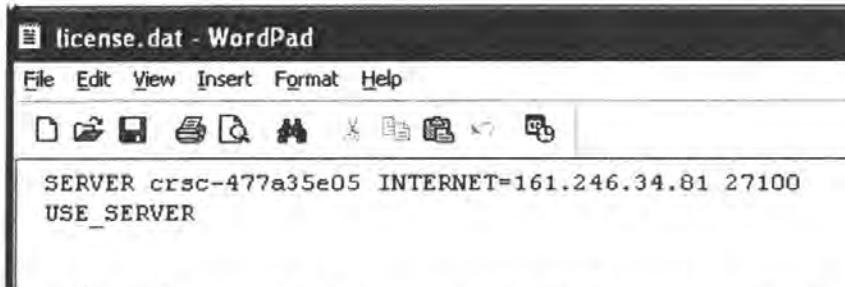 license.dat - WordPad
File Edit View Insert Format Help
SERVER crsc-477a35e05 INTERNET=161.246.34.81 27100
USE_SERVER